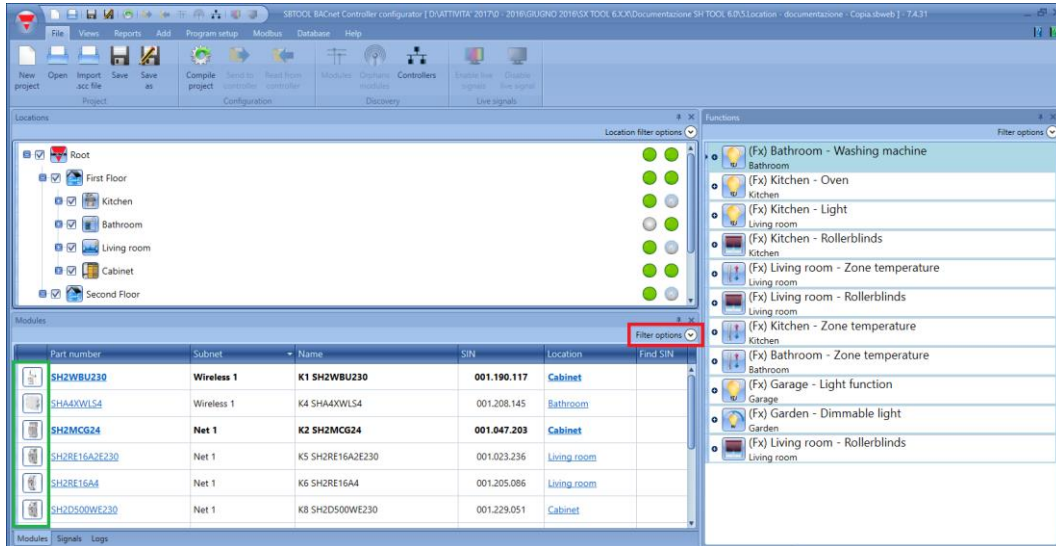 SBTOOL BACnet Controller configurator [ D:\ATTIVITA' 2017\0 - 2016\GIUGNO 2016\SX TOOL 6.X.X\Documentazione SH TOOL 6.0\5.Location - documentazione - Copia.sbweb ] - 7.4.31
File Views Reports Add Program setup Modbus Database Help
New project
Open
Import .scc file
Save
Save as
Compile project
Send to controller
Read from controller
Modules
Orphans modules
Controllers
Enable live signals
Disable live signal
Project Configuration Discovery Live signals
Locations
Location filter options
Root
First Floor
Kitchen
Bathroom
Living room
Cabinet
Second Floor
Modules
Filter options
Part number Subnet Name SIN Location Find SIN
SH2WBU230 Wireless 1 K1 SH2WBU230 001.190.117 Cabinet
SHA4XWLS4 Wireless 1 K4 SHA4XWLS4 001.208.145 Bathroom
SH2MCG24 Net 1 K2 SH2MCG24 001.047.203 Cabinet
SH2RE16A2E230 Net 1 K5 SH2RE16A2E230 001.023.236 Living room
SH2RE16A4 Net 1 K6 SH2RE16A4 001.205.086 Living room
SH2D500WE230 Net 1 K8 SH2D500WE230 001.229.051 Cabinet
Modules Signals Logs
Functions
Filter options
(Fx) Bathroom - Washing machine
Bathroom
(Fx) Kitchen - Oven
Kitchen
(Fx) Kitchen - Light
Living room
(Fx) Kitchen - Rollerblinds
Kitchen
(Fx) Living room - Zone temperature
Living room
(Fx) Living room - Rollerblinds
Living room
(Fx) Kitchen - Zone temperature
Kitchen
(Fx) Bathroom - Zone temperature
Bathroom
(Fx) Garage - Light function
Garage
(Fx) Garden - Dimmable light
Garden
(Fx) Living room - Rollerblinds
Living room